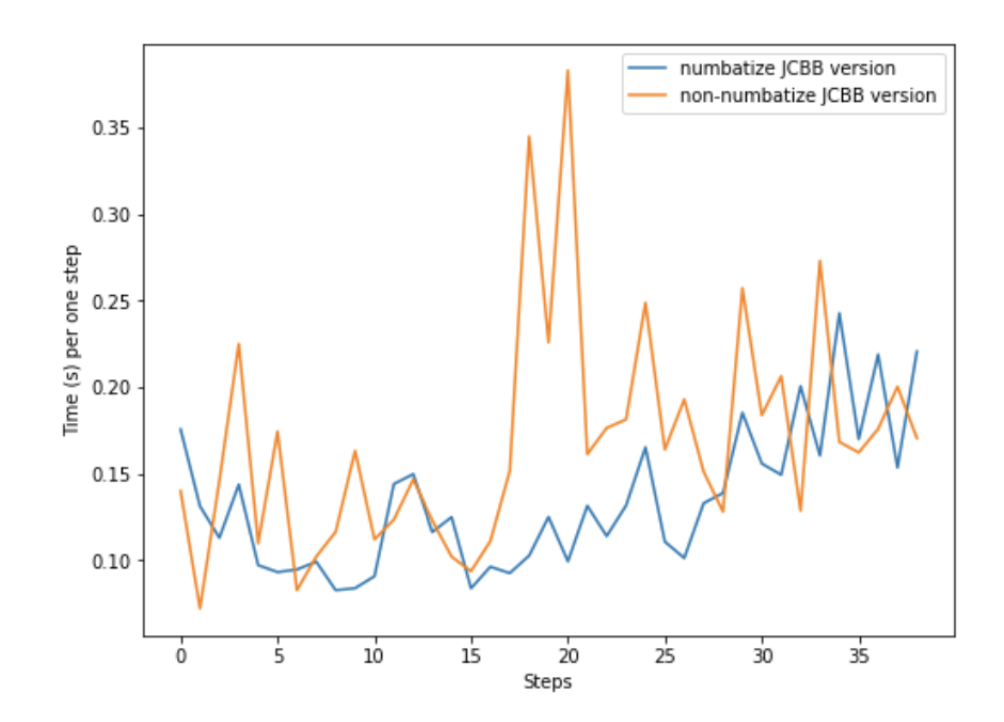 numbatize JCBB version
non-numbatize JCBB version
0.35
0.30
0.25
0.20
0.15
0.10
Time (s) per one step
0 5 10 15 20 25 30 35
Steps